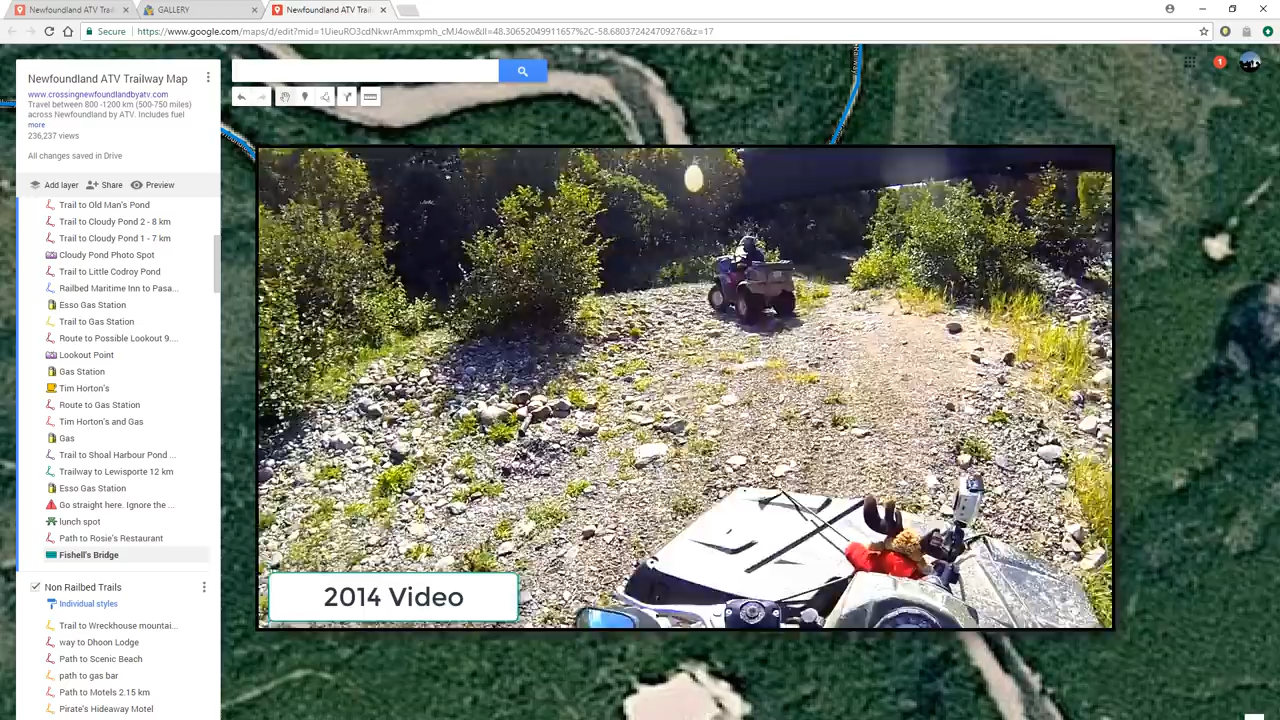 Newfoundland ATV Trai
GALLERY
Newfoundland ATV Trai
Secure
https://www.google.com/maps/d/edit?mid=1UieuRO3cdNkwrAmmxpmh_cMJ4ow&ll=48.30652049911657%2C-58.68037242470927​6&z=17
Newfoundland ATV Trailway Map
www.crossingnewfoundlandbyatv.com
Travel between 800 -1200 km (500-750 miles)
across Newfoundland by ATV. Includes fuel
more
236,237 views
All changes saved in Drive
1
Add layer Share Preview
Trail to Old Man's Pond
Trail to Cloudy Pond 2 - 8 km
Trail to Cloudy Pond 1 - 7 km
Cloudy Pond Photo Spot
Trail to Little Codroy Pond
Railbed Maritime Inn to Pasa...
Esso Gas Station
Trail to Gas Station
Route to Possible Lookout 9....
Lookout Point
Gas Station
Tim Horton's
Route to Gas Station
Tim Horton's and Gas
Gas
Trail to Shoal Harbour Pond ...
Trailway to Lewisporte 12 km
Esso Gas Station
Go straight here. Ignore the ...
lunch spot
Path to Rosie's Restaurant
Fishell's Bridge
Non Railbed Trails
Individual styles
Trail to Wreckhouse mountai...
way to Dhoon Lodge
Path to Scenic Beach
path to gas bar
Path to Motels 2.15 km
Pirate's Hideaway Motel
2014 Video